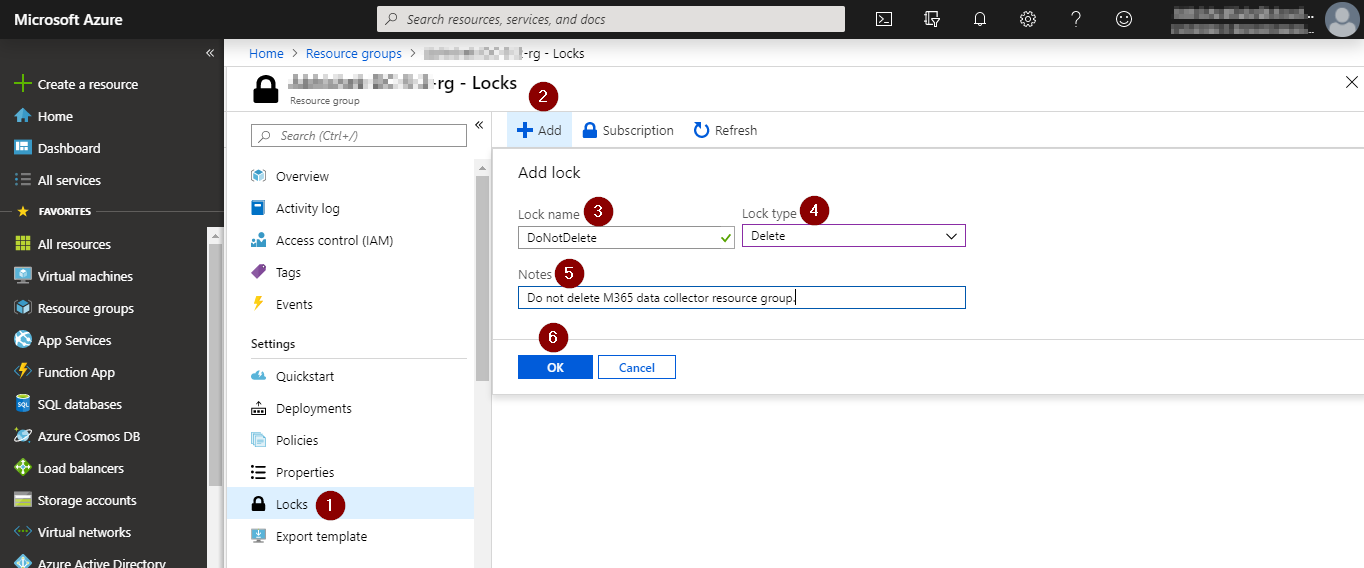 Microsoft Azure
Search resources, services, and docs
«
Home > Resource groups > -rg - Locks
Create a resource
Home
Dashboard
All services
FAVORITES
All resources
Virtual machines
Resource groups
App Services
Function App
SQL databases
Azure Cosmos DB
Load balancers
Storage accounts
Virtual networks
Azure Active Directory
-rg - Locks
Resource group
Search (Ctrl+/)
«
Overview
Activity log
Access control (IAM)
Tags
Events
Settings
Quickstart
Deployments
Policies
Properties
Locks 1
Export template
2
Add Subscription Refresh
Add lock
Lock name 3 Lock type 4
DoNotDelete Delete
Notes 5
Do not delete M365 data collector resource group.
6
OK Cancel